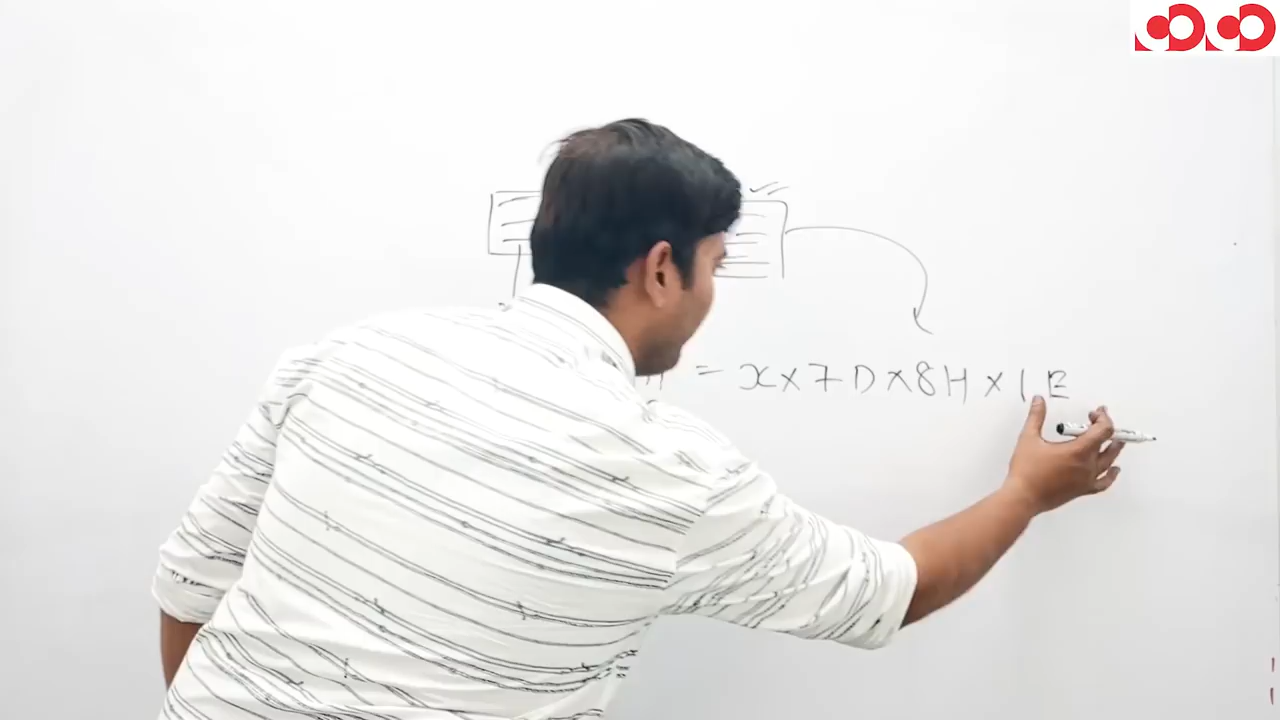 = x × 7 D × 8 H × 1 E